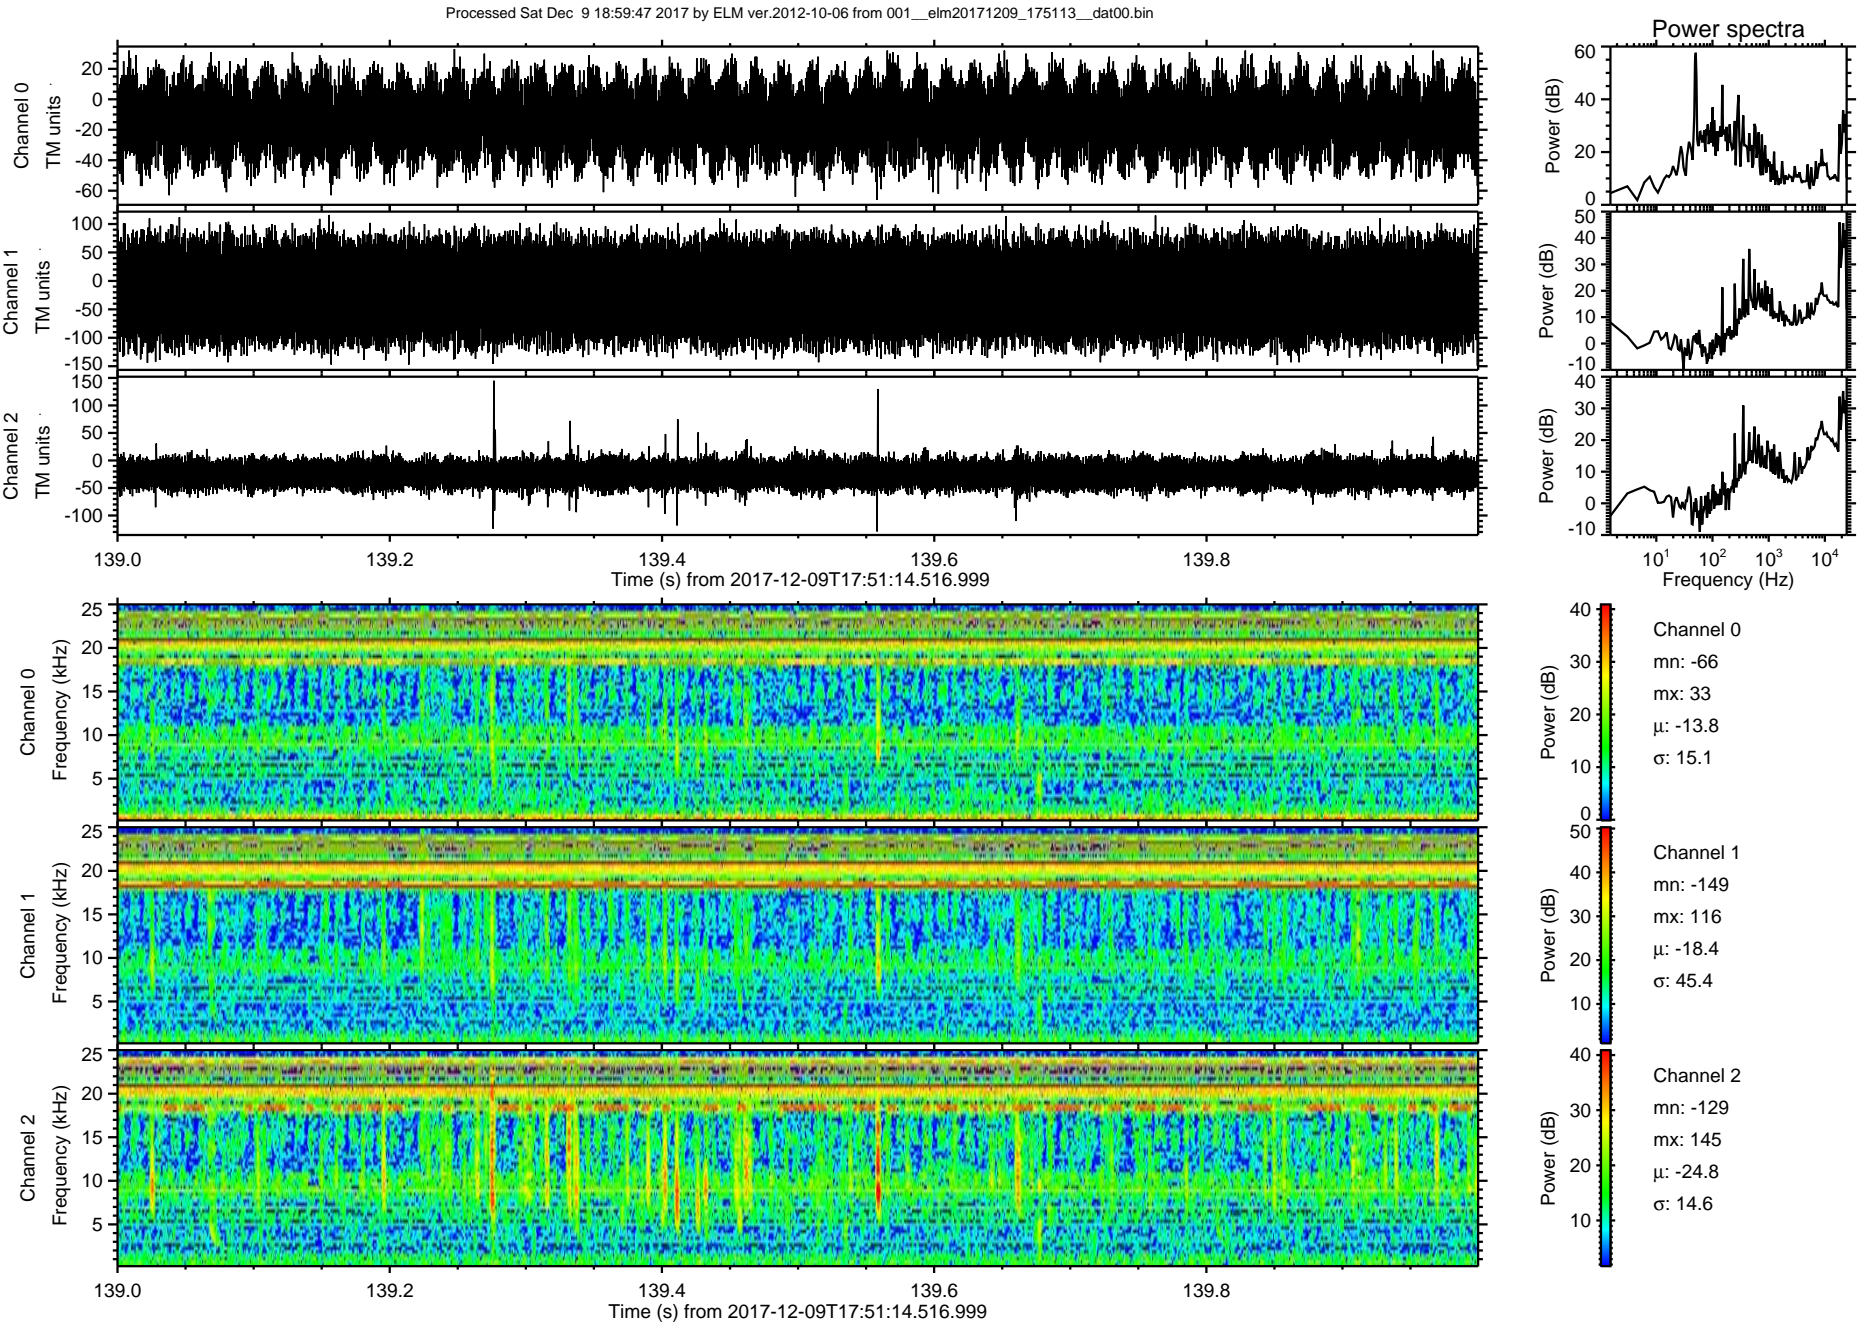 Processed Sat Dec  9 18:59:47 2017 by ELM ver.2012-10-06 from 001__elm20171209_175113__dat00.bin
Power spectra
Channel 0
TM units
20
0
-20
-40
-60
Power (dB)
60
40
20
0
Channel 1
TM units
100
50
0
-50
-100
-150
Power (dB)
50
40
30
20
10
0
-10
Channel 2
TM units
150
100
50
0
-50
-100
Power (dB)
40
30
20
10
0
-10
139.0 139.2 139.4 139.6 139.8
Time (s) from 2017-12-09T17:51:14.516.999
10¹ 10² 10³ 10⁴
Frequency (Hz)
Channel 0
Frequency (kHz)
25
20
15
10
5
Power (dB)
40
30
20
10
0
Channel 0
mn: -66
mx: 33
μ: -13.8
σ: 15.1
Channel 1
Frequency (kHz)
25
20
15
10
5
Power (dB)
50
40
30
20
10
Channel 1
mn: -149
mx: 116
μ: -18.4
σ: 45.4
Channel 2
Frequency (kHz)
25
20
15
10
5
Power (dB)
40
30
20
10
Channel 2
mn: -129
mx: 145
μ: -24.8
σ: 14.6
139.0 139.2 139.4 139.6 139.8
Time (s) from 2017-12-09T17:51:14.516.999